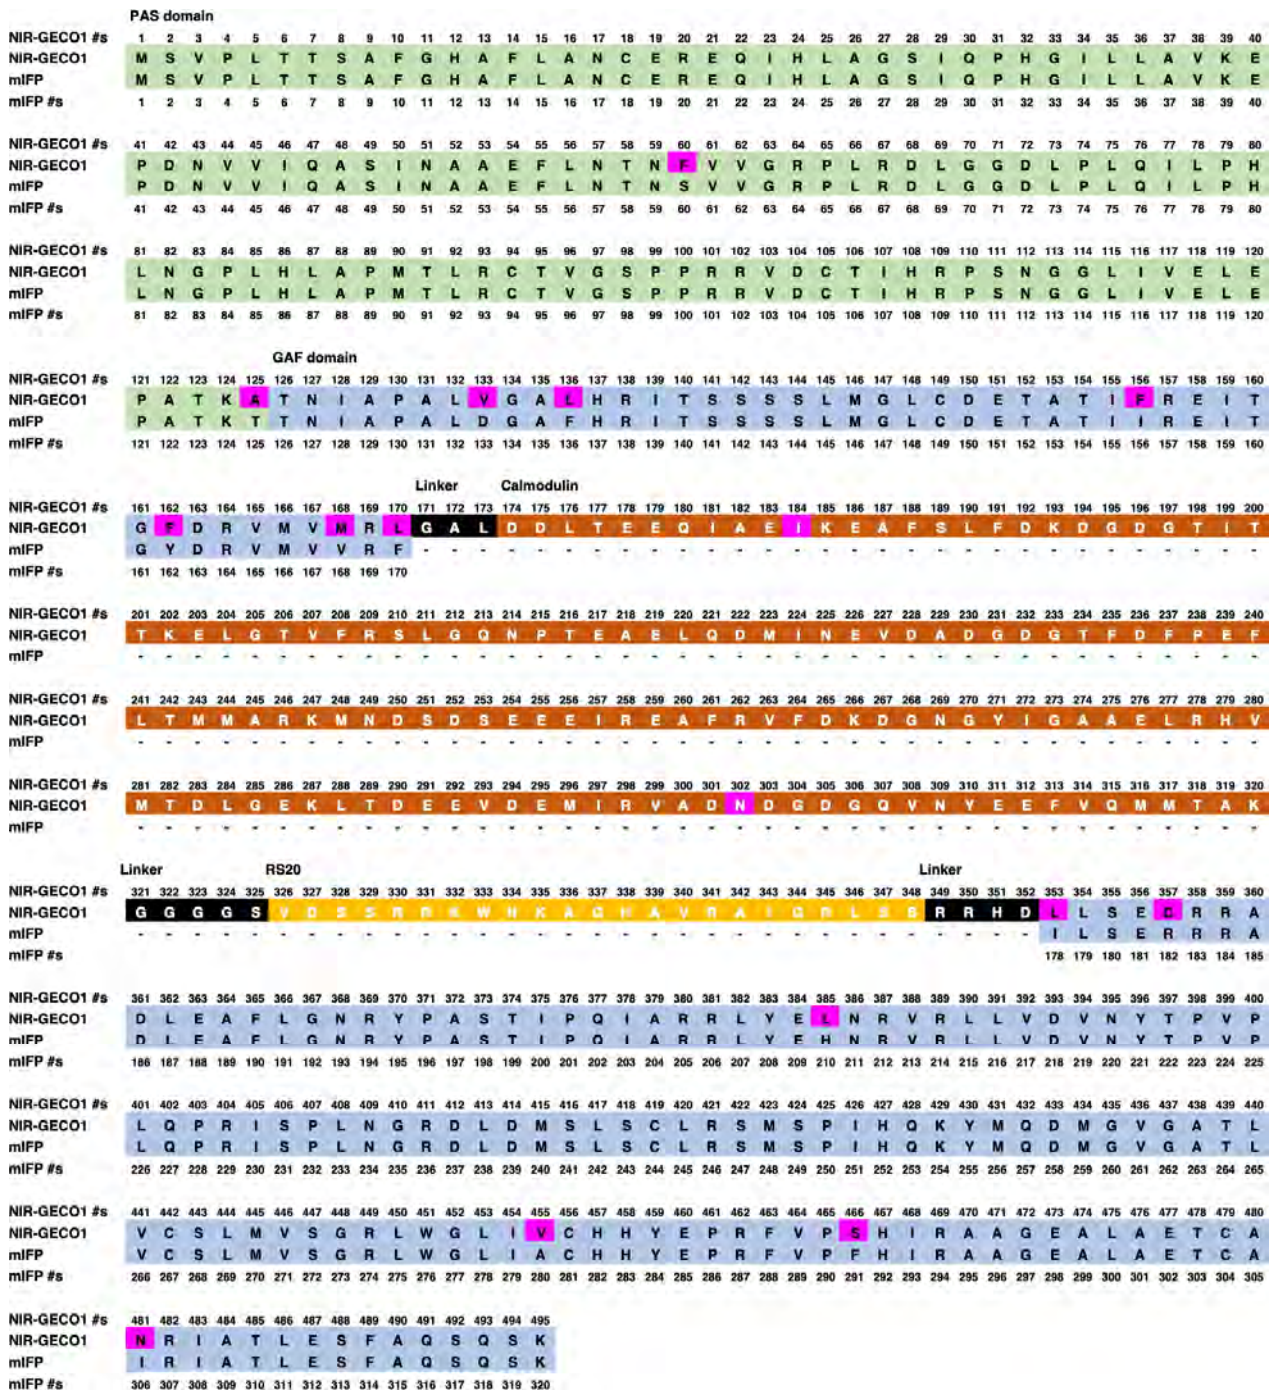 PAS domain
NIR-GECO1 #s 1 2 3 4 5 6 7 8 9 10 11 12 13 14 15 16 17 18 19 20 21 22 23 24 25 26 27 28 29 30 31 32 33 34 35 36 37 38 39 40
NIR-GECO1 M S V P L T T S A F G H A F L A N C E R E Q I H L A G S I Q P H G I L L A V K E
mIFP M S V P L T T S A F G H A F L A N C E R E Q I H L A G S I Q P H G I L L A V K E
mIFP #s 1 2 3 4 5 6 7 8 9 10 11 12 13 14 15 16 17 18 19 20 21 22 23 24 25 26 27 28 29 30 31 32 33 34 35 36 37 38 39 40
NIR-GECO1 #s 41 42 43 44 45 46 47 48 49 50 51 52 53 54 55 56 57 58 59 60 61 62 63 64 65 66 67 68 69 70 71 72 73 74 75 76 77 78 79 80
NIR-GECO1 P D N V V I Q A S I N A A E F L N T N F V V G R P L R D L G G D L P L Q I L P H
mIFP P D N V V I Q A S I N A A E F L N T N S V V G R P L R D L G G D L P L Q I L P H
mIFP #s 41 42 43 44 45 46 47 48 49 50 51 52 53 54 55 56 57 58 59 60 61 62 63 64 65 66 67 68 69 70 71 72 73 74 75 76 77 78 79 80
NIR-GECO1 #s 81 82 83 84 85 86 87 88 89 90 91 92 93 94 95 96 97 98 99 100 101 102 103 104 105 106 107 108 109 110 111 112 113 114 115 116 117 118 119 120
NIR-GECO1 L N G P L H L A P M T L R C T V G S P P R R V D C T I H R P S N G G L I V E L E
mIFP L N G P L H L A P M T L R C T V G S P P R R V D C T I H R P S N G G L I V E L E
mIFP #s 81 82 83 84 85 86 87 88 89 90 91 92 93 94 95 96 97 98 99 100 101 102 103 104 105 106 107 108 109 110 111 112 113 114 115 116 117 118 119 120
GAF domain
NIR-GECO1 #s 121 122 123 124 125 126 127 128 129 130 131 132 133 134 135 136 137 138 139 140 141 142 143 144 145 146 147 148 149 150 151 152 153 154 155 156 157 158 159 160
NIR-GECO1 P A T K A T N I A P A L V G A L H R I T S S S S L M G L C D E T A T I F R E I T
mIFP P A T K T T N I A P A L D G A F H R I T S S S S L M G L C D E T A T I I R E I T
mIFP #s 121 122 123 124 125 126 127 128 129 130 131 132 133 134 135 136 137 138 139 140 141 142 143 144 145 146 147 148 149 150 151 152 153 154 155 156 157 158 159 160
Linker Calmodulin
NIR-GECO1 #s 161 162 163 164 165 166 167 168 169 170 171 172 173 174 175 176 177 178 179 180 181 182 183 184 185 186 187 188 189 190 191 192 193 194 195 196 197 198 199 200
NIR-GECO1 G F D R V M V M R L G A L D D L T E E Q I A E I K E A F S L F D K D G D G T I T
mIFP G Y D R V M V V R F - - - - - - - - - - - - - - - - - - - - - - - - - - - - - -
mIFP #s 161 162 163 164 165 166 167 168 169 170
NIR-GECO1 #s 201 202 203 204 205 206 207 208 209 210 211 212 213 214 215 216 217 218 219 220 221 222 223 224 225 226 227 228 229 230 231 232 233 234 235 236 237 238 239 240
NIR-GECO1 T K E L G T V F R S L G Q N P T E A E L Q D M I N E V D A D G D G T F D F P E F
mIFP - - - - - - - - - - - - - - - - - - - - - - - - - - - - - - - - - - - - - - - -
NIR-GECO1 #s 241 242 243 244 245 246 247 248 249 250 251 252 253 254 255 256 257 258 259 260 261 262 263 264 265 266 267 268 269 270 271 272 273 274 275 276 277 278 279 280
NIR-GECO1 L T M M A R K M N D S D S E E E I R E A F R V F D K D G N G Y I G A A E L R H V
mIFP - - - - - - - - - - - - - - - - - - - - - - - - - - - - - - - - - - - - - - - -
NIR-GECO1 #s 281 282 283 284 285 286 287 288 289 290 291 292 293 294 295 296 297 298 299 300 301 302 303 304 305 306 307 308 309 310 311 312 313 314 315 316 317 318 319 320
NIR-GECO1 M T D L G E K L T D E E V D E M I R V A D N D G D G Q V N Y E E F V Q M M T A K
mIFP - - - - - - - - - - - - - - - - - - - - - - - - - - - - - - - - - - - - - - - -
Linker RS20 Linker
NIR-GECO1 #s 321 322 323 324 325 326 327 328 329 330 331 332 333 334 335 336 337 338 339 340 341 342 343 344 345 346 347 348 349 350 351 352 353 354 355 356 357 358 359 360
NIR-GECO1 G G G G S V D S S R R K W N K A G H A V R A I G R L S S R R H D L L S E D R R A
mIFP - - - - - - - - - - - - - - - - - - - - - - - - - - - - - - - - I L S E R R R A
mIFP #s 178 179 180 181 182 183 184 185
NIR-GECO1 #s 361 362 363 364 365 366 367 368 369 370 371 372 373 374 375 376 377 378 379 380 381 382 383 384 385 386 387 388 389 390 391 392 393 394 395 396 397 398 399 400
NIR-GECO1 D L E A F L G N R Y P A S T I P Q I A R R L Y E L N R V R L L V D V N Y T P V P
mIFP D L E A F L G N R Y P A S T I P Q I A R R L Y E H N R V R L L V D V N Y T P V P
mIFP #s 186 187 188 189 190 191 192 193 194 195 196 197 198 199 200 201 202 203 204 205 206 207 208 209 210 211 212 213 214 215 216 217 218 219 220 221 222 223 224 225
NIR-GECO1 #s 401 402 403 404 405 406 407 408 409 410 411 412 413 414 415 416 417 418 419 420 421 422 423 424 425 426 427 428 429 430 431 432 433 434 435 436 437 438 439 440
NIR-GECO1 L Q P R I S P L N G R D L D M S L S C L R S M S P I H Q K Y M Q D M G V G A T L
mIFP L Q P R I S P L N G R D L D M S L S C L R S M S P I H Q K Y M Q D M G V G A T L
mIFP #s 226 227 228 229 230 231 232 233 234 235 236 237 238 239 240 241 242 243 244 245 246 247 248 249 250 251 252 253 254 255 256 257 258 259 260 261 262 263 264 265
NIR-GECO1 #s 441 442 443 444 445 446 447 448 449 450 451 452 453 454 455 456 457 458 459 460 461 462 463 464 465 466 467 468 469 470 471 472 473 474 475 476 477 478 479 480
NIR-GECO1 V C S L M V S G R L W G L I V C H H Y E P R F V P S H I R A A G E A L A E T C A
mIFP V C S L M V S G R L W G L I A C H H Y E P R F V P F H I R A A G E A L A E T C A
mIFP #s 266 267 268 269 270 271 272 273 274 275 276 277 278 279 280 281 282 283 284 285 286 287 288 289 290 291 292 293 294 295 296 297 298 299 300 301 302 303 304 305
NIR-GECO1 #s 481 482 483 484 485 486 487 488 489 490 491 492 493 494 495
NIR-GECO1 N R I A T L E S F A Q S Q S K
mIFP I R I A T L E S F A Q S Q S K
mIFP #s 306 307 308 309 310 311 312 313 314 315 316 317 318 319 320